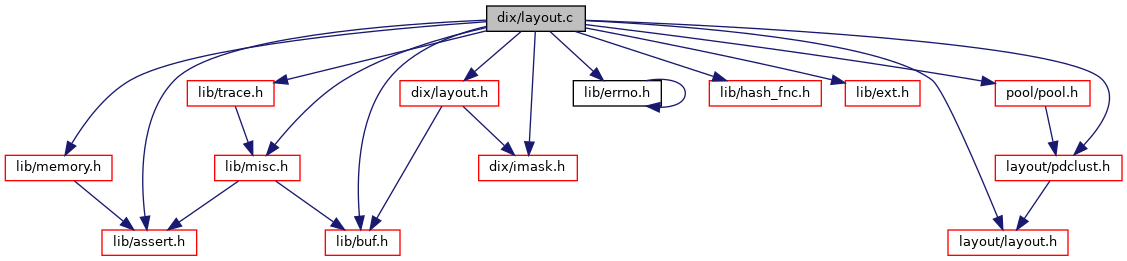 dix/layout.c
lib/trace.h
dix/layout.h
lib/errno.h
lib/hash_fnc.h
lib/ext.h
pool/pool.h
lib/memory.h
lib/misc.h
dix/imask.h
layout/pdclust.h
lib/assert.h
lib/buf.h
layout/layout.h